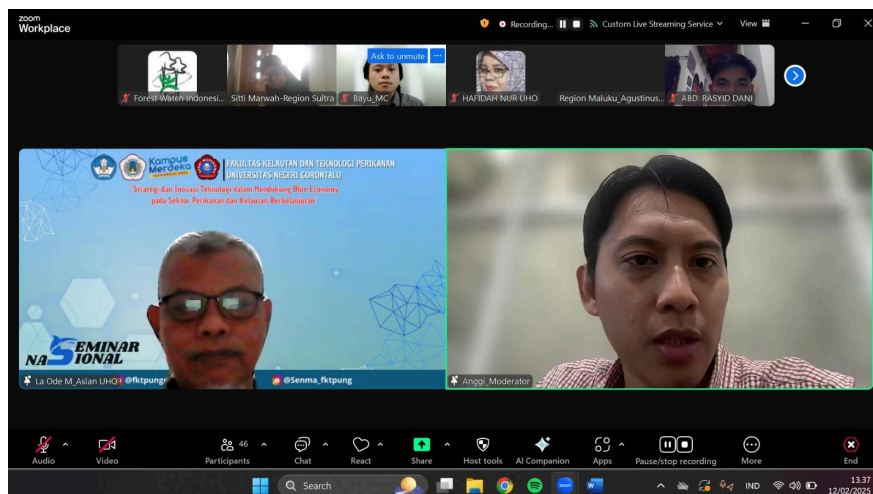 zoom
Workplace
Recording...
Custom Live Streaming Service
View
Ask to unmute
Forest Watch Indonesi...
Sitti Marwah-Region Sultra
Bayu_MC
HAFIDAH NUR UHO
Region Maluku_Agustinus...
ABD. RASYID DANI
Kampus
Merdeka
FAKULTAS KELAUTAN DAN TEKNOLOGI PERIKANAN
UNIVERSITAS NEGERI GORONTALO
"Strategi dan Inovasi Teknologi dalam Mendukung Blue Economy
pada Sektor Perikanan dan Kelautan Berkelanjutan"
SEMINAR
NASIONAL
La Ode M_Aslan UHO
@fktpung
@Senma_fktpung
Anggi_Moderator
Audio
Video
46
Participants
Chat
React
Share
Host tools
AI Companion
Apps
Pause/stop recording
More
End
Search
zoom
W
IND
13.37
12/02/2025